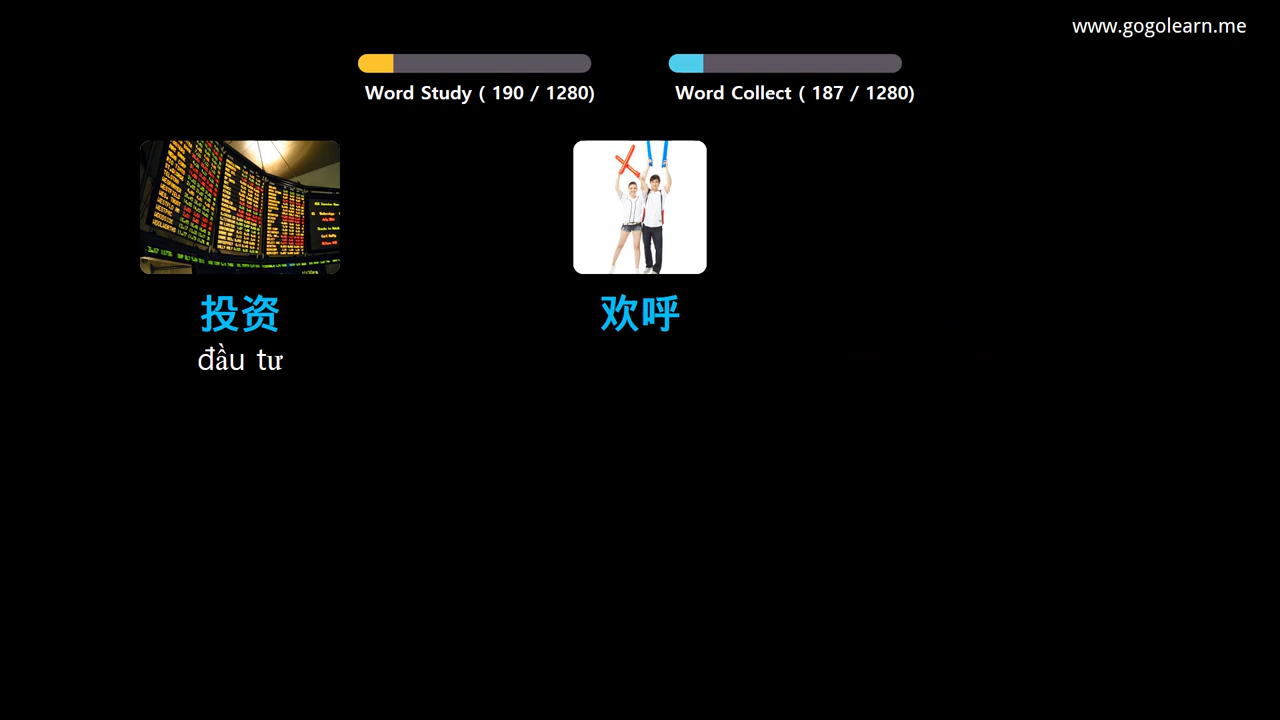 www.gogolearn.me
Word Study ( 190 / 1280)
Word Collect ( 187 / 1280)
投资
欢呼
đầu tư